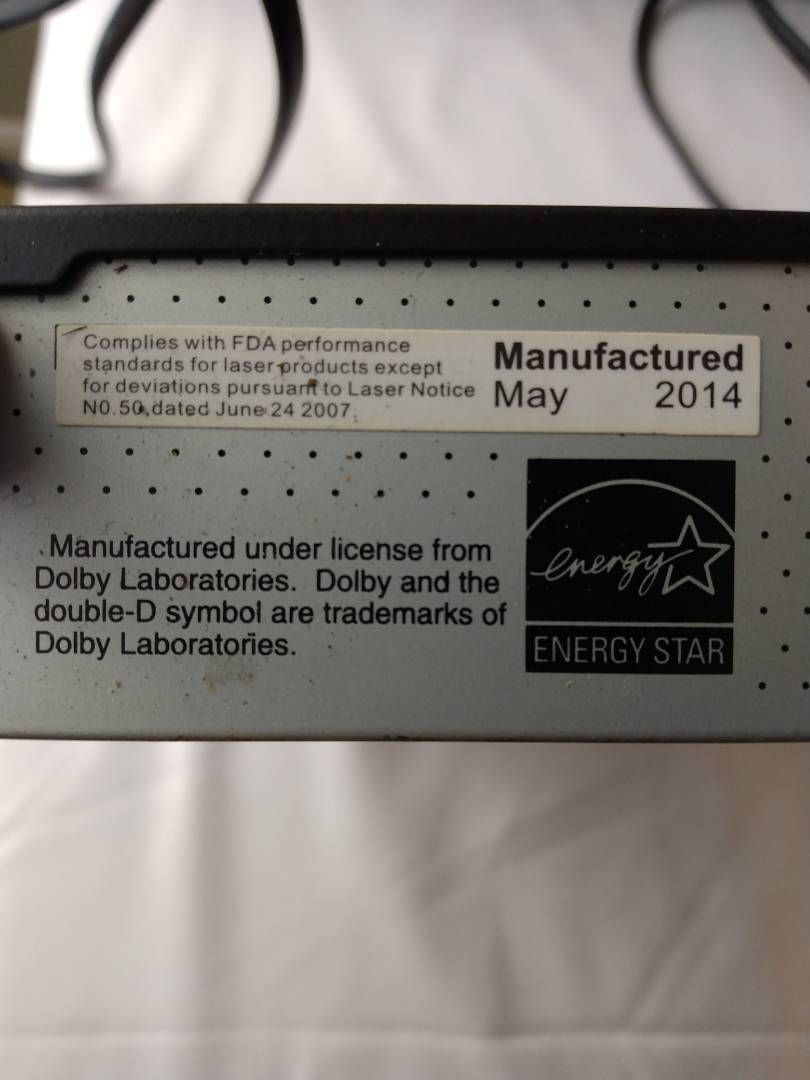 Complies with FDA performance
standards for laser products except
for deviations pursuant to Laser Notice
N0.50,dated June 24 2007.
Manufactured
May 2014
Manufactured under license from
Dolby Laboratories. Dolby and the
double-D symbol are trademarks of
Dolby Laboratories.
energy
ENERGY STAR